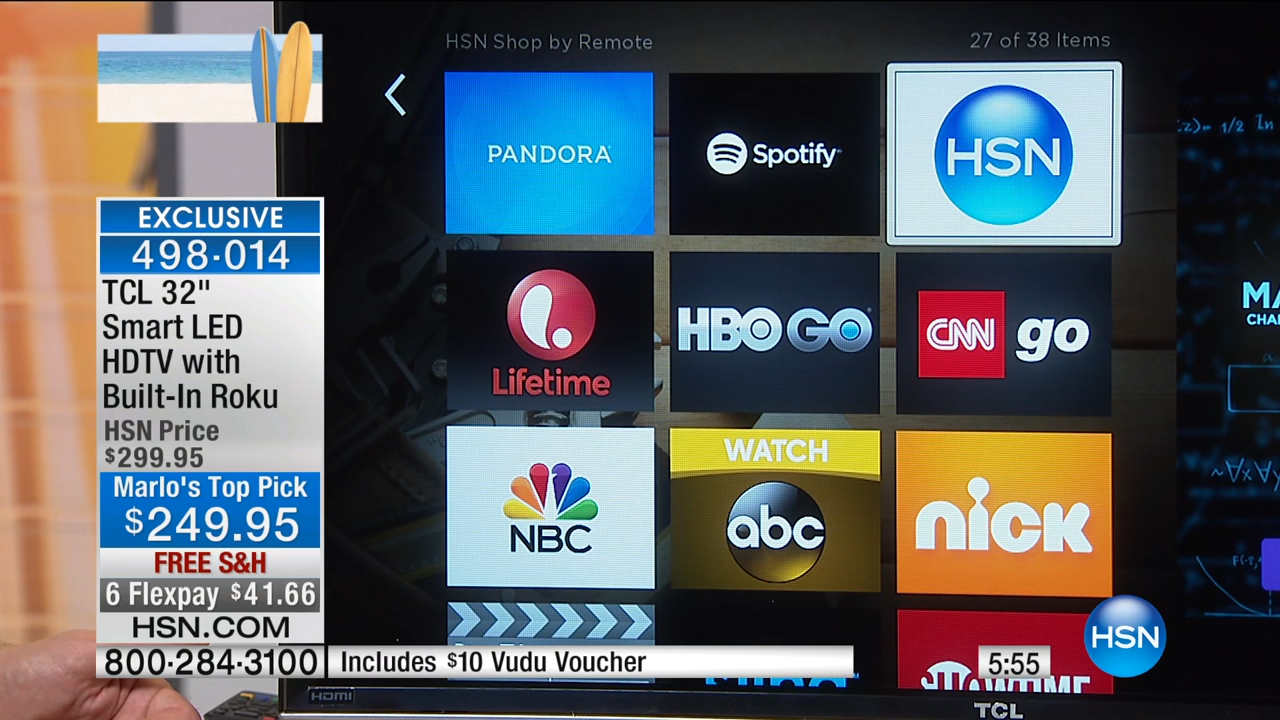 EXCLUSIVE
498·014
TCL 32"
Smart LED
HDTV with
Built-In Roku
HSN Price
$299.95
Marlo's Top Pick
$249.95
FREE S&H
6 Flexpay $41.66
HSN.COM
800·284·3100
Includes $10 Vudu Voucher
5:55
HSN
HSN Shop by Remote
27 of 38 Items
PANDORA
Spotify
HSN
Lifetime
HBO GO
CNN go
NBC
WATCH
abc
nick
SHOWTIME
HDMI
TCL